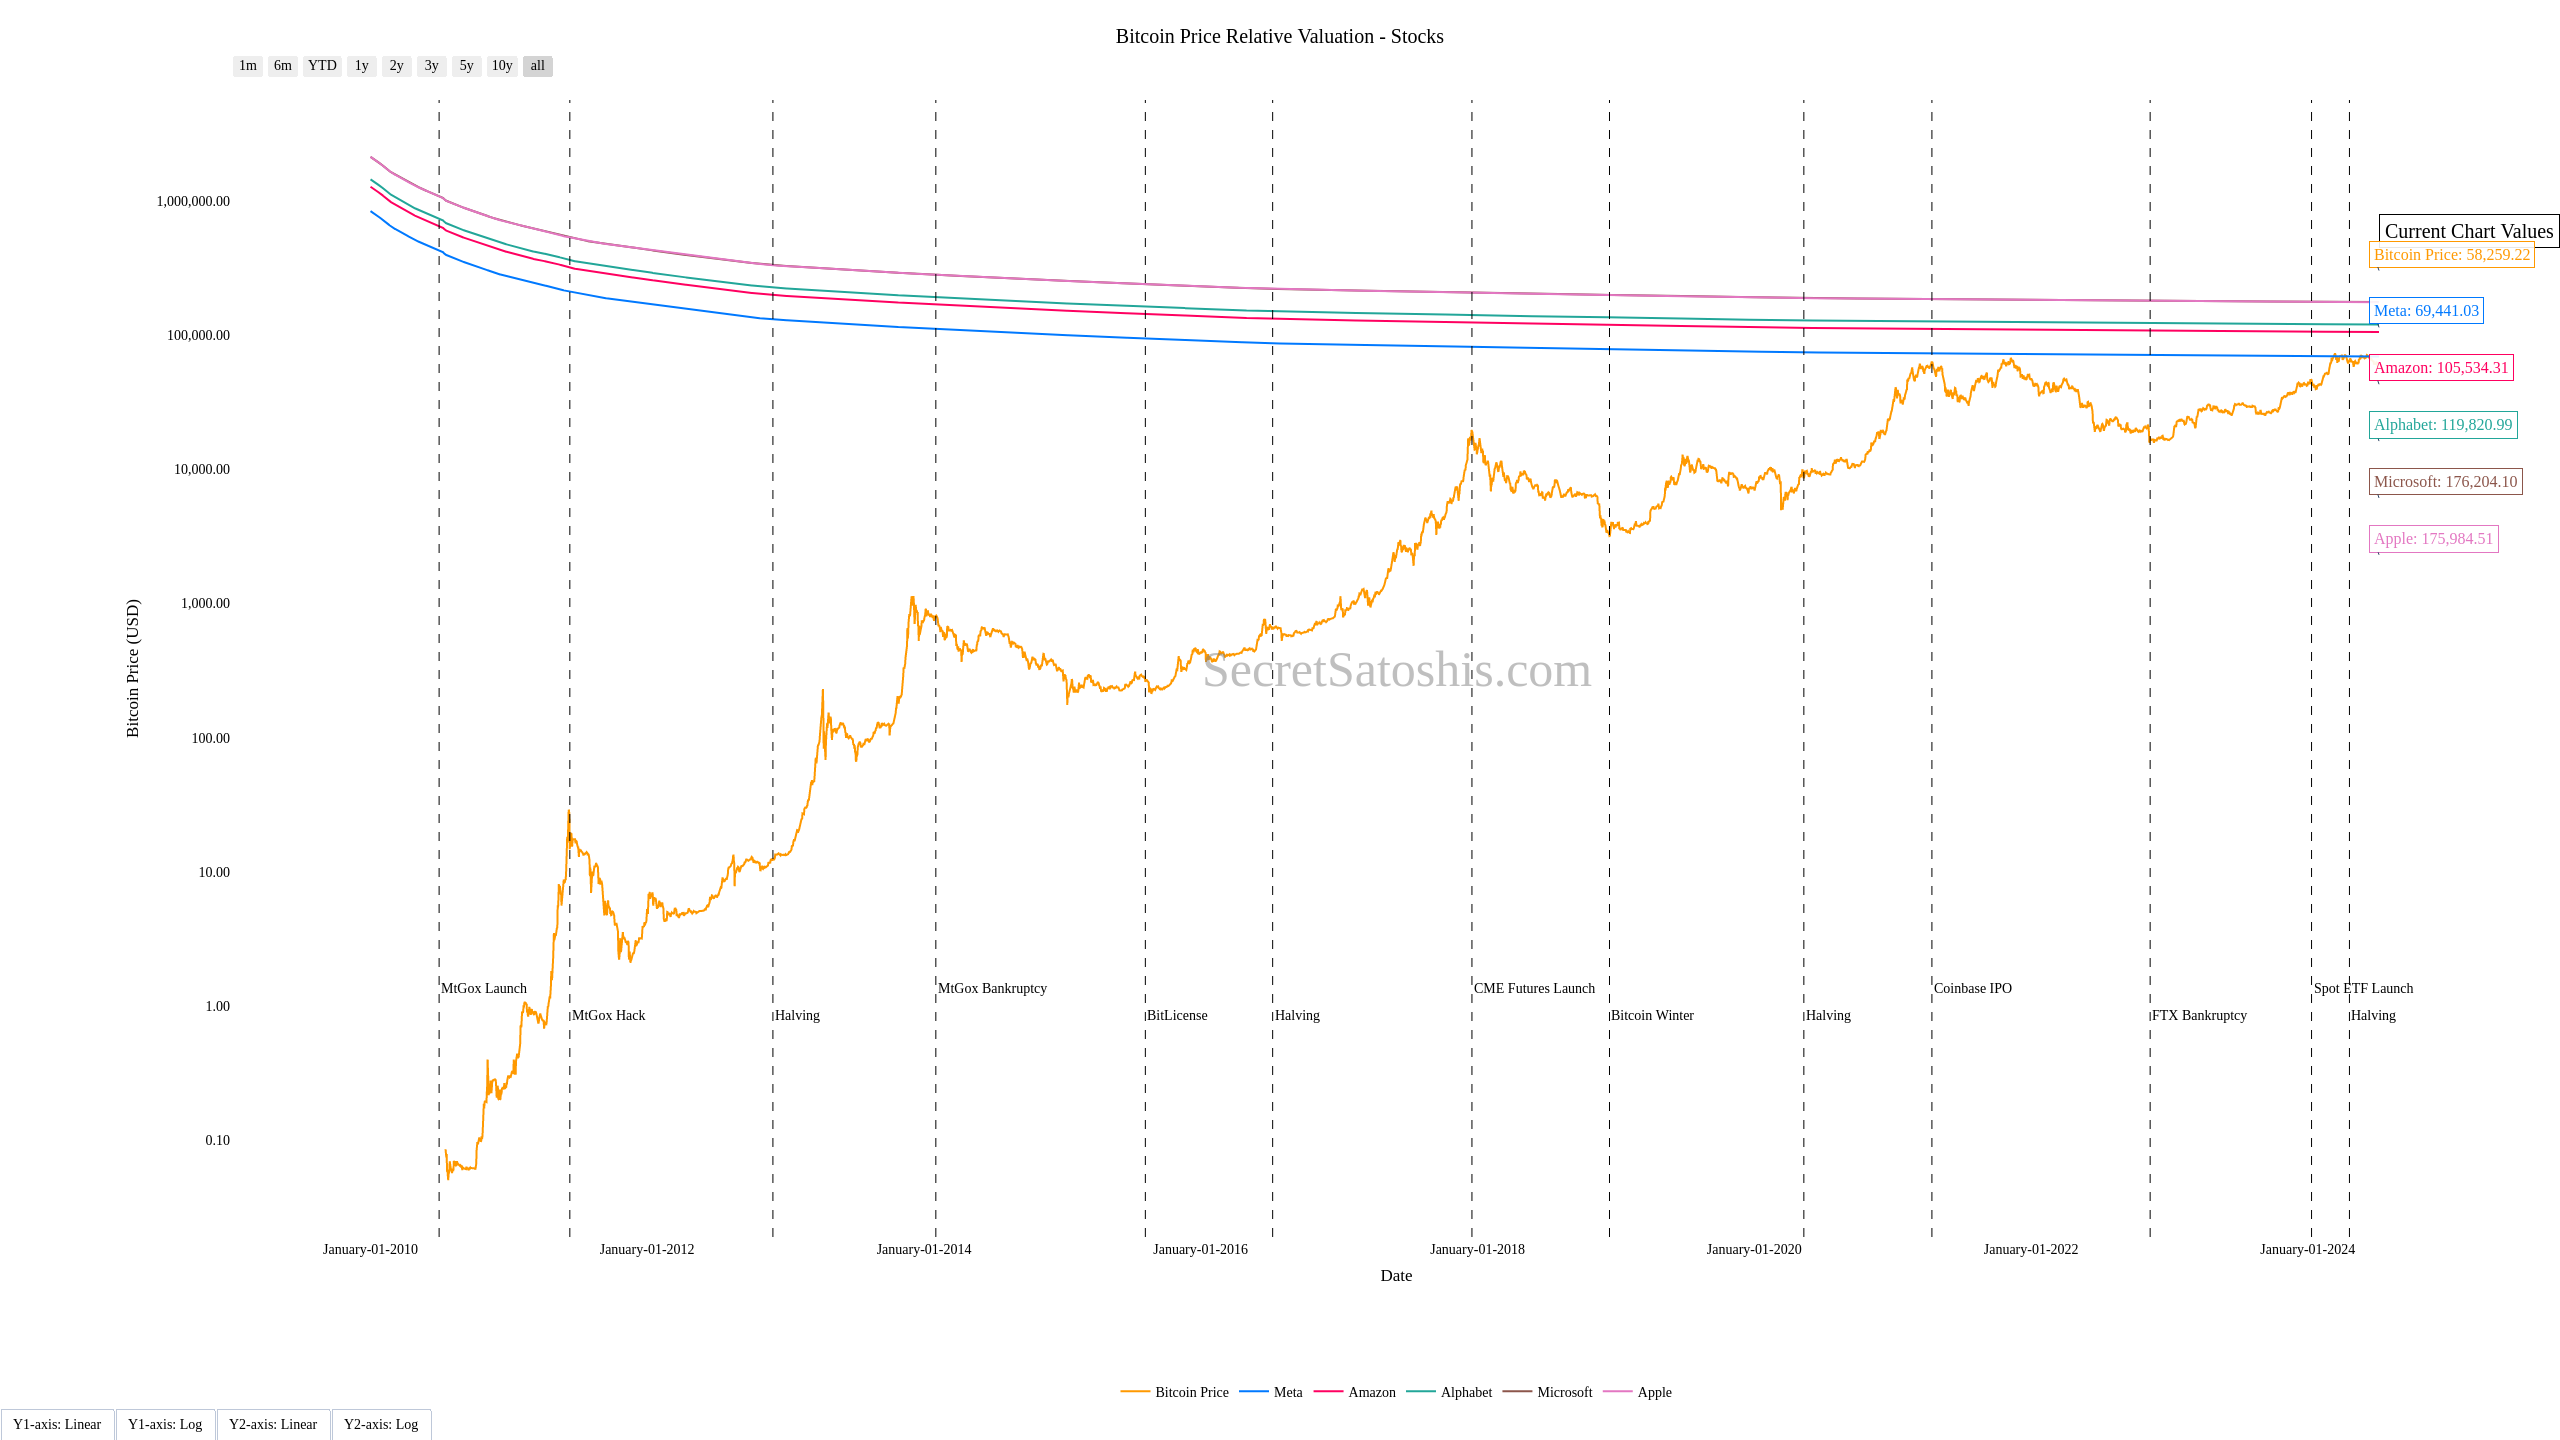 Bitcoin Price Relative Valuation - Stocks
1m 6m YTD 1y 2y 3y 5y 10y all
1,000,000.00
100,000.00
10,000.00
1,000.00
100.00
10.00
1.00
0.10
Bitcoin Price (USD)
Current Chart Values
Bitcoin Price: 58,259.22
Meta: 69,441.03
Amazon: 105,534.31
Alphabet: 119,820.99
Microsoft: 176,204.10
Apple: 175,984.51
SecretSatoshis.com
MtGox Launch
MtGox Hack
Halving
MtGox Bankruptcy
BitLicense
Halving
CME Futures Launch
Bitcoin Winter
Halving
Coinbase IPO
FTX Bankruptcy
Spot ETF Launch
Halving
January-01-2010 January-01-2012 January-01-2014 January-01-2016 January-01-2018 January-01-2020 January-01-2022 January-01-2024
Date
Bitcoin Price Meta Amazon Alphabet Microsoft Apple
Y1-axis: Linear Y1-axis: Log Y2-axis: Linear Y2-axis: Log